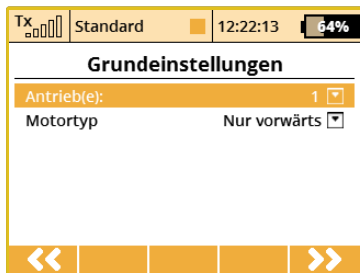 Tx Standard 12:22:13 64%
Grundeinstellungen
Antrieb(e): 1
Motortyp Nur vorwärts